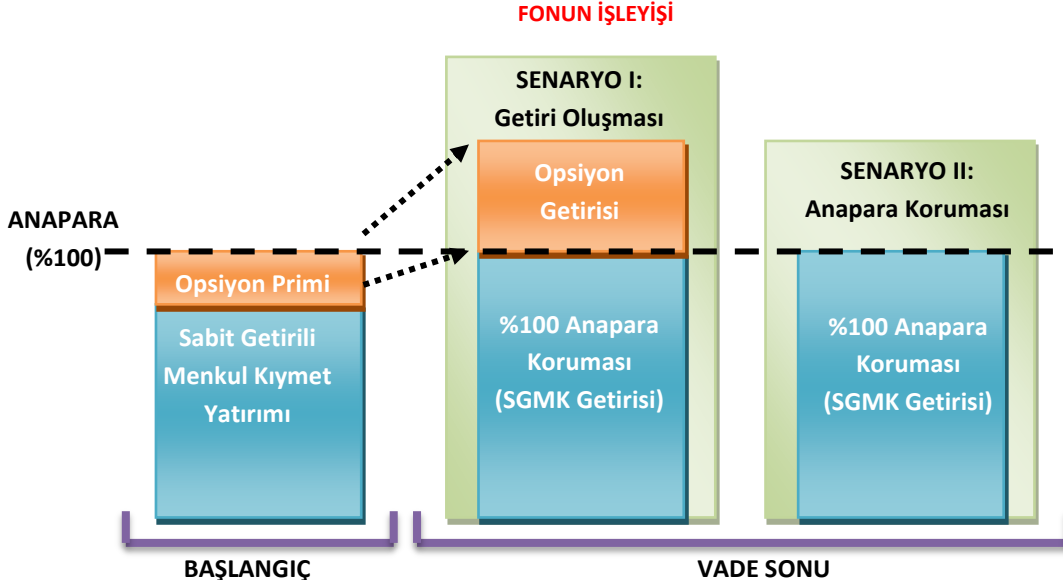 FONUN İŞLEYİŞİ
ANAPARA
(%100)
Opsiyon Primi
Sabit Getirili
Menkul Kıymet
Yatırımı
SENARYO I:
Getiri Oluşması
Opsiyon
Getirisi
%100 Anapara
Koruması
(SGMK Getirisi)
SENARYO II:
Anapara Koruması
%100 Anapara
Koruması
(SGMK Getirisi)
BAŞLANGIÇ
VADE SONU